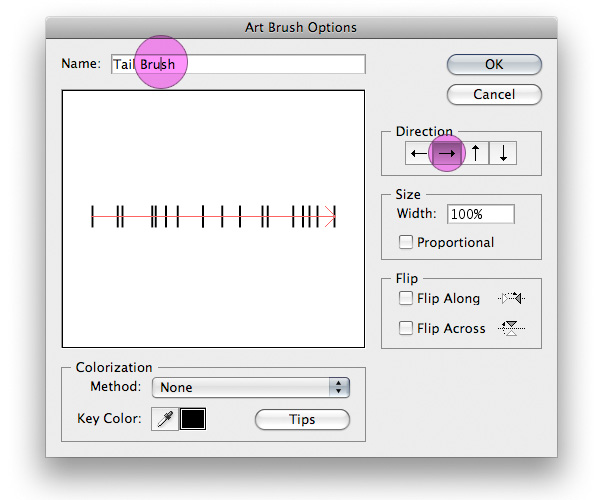 Art Brush Options
Name: Tail Brush
OK
Cancel
Direction
Size
Width: 100%
Proportional
Flip
Flip Along
Flip Across
Colorization
Method: None
Key Color:
Tips